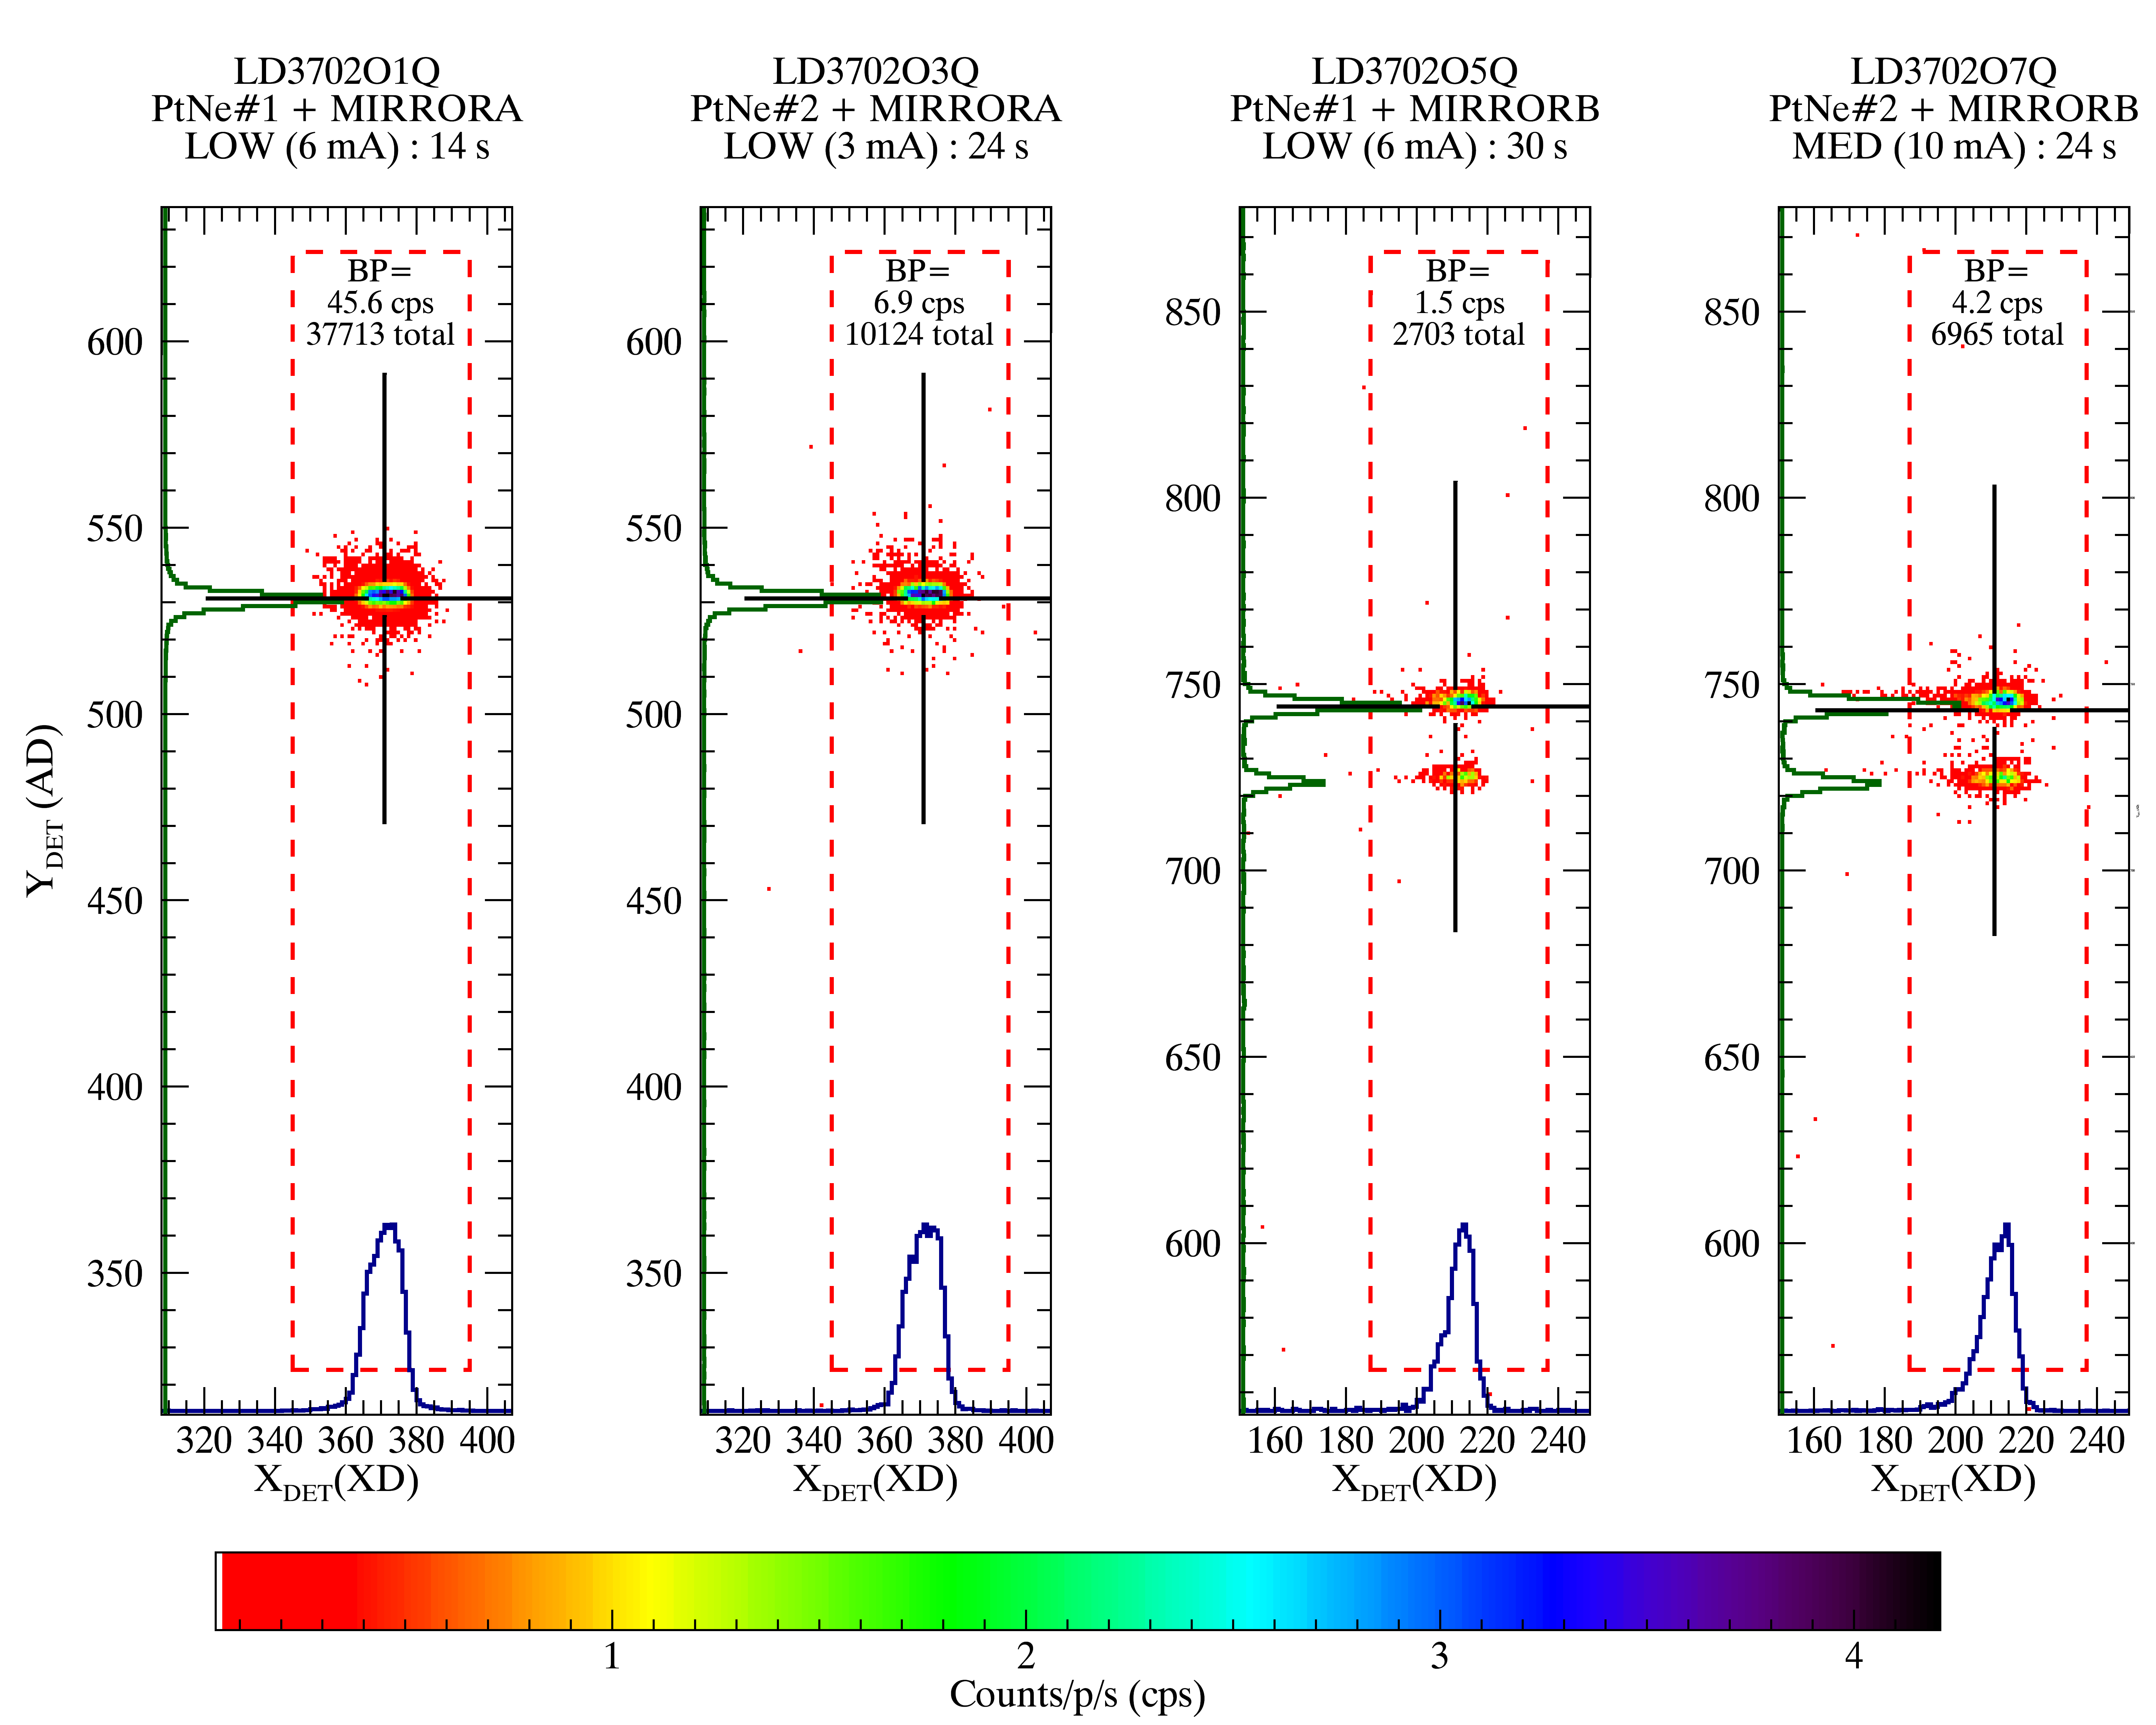 LD3702O1Q
PtNe#1 + MIRRORA
LOW (6 mA) : 14 s
LD3702O3Q
PtNe#2 + MIRRORA
LOW (3 mA) : 24 s
LD3702O5Q
PtNe#1 + MIRRORB
LOW (6 mA) : 30 s
LD3702O7Q
PtNe#2 + MIRRORB
MED (10 mA) : 24 s
BP=
45.6 cps
37713 total
BP=
6.9 cps
10124 total
BP=
1.5 cps
2703 total
BP=
4.2 cps
6965 total
Y_DET (AD)
600
550
500
450
400
350
600
550
500
450
400
350
850
800
750
700
650
600
850
800
750
700
650
600
320 340 360 380 400
X_DET(XD)
320 340 360 380 400
X_DET(XD)
160 180 200 220 240
X_DET(XD)
160 180 200 220 240
X_DET(XD)
1 2 3 4
Counts/p/s (cps)